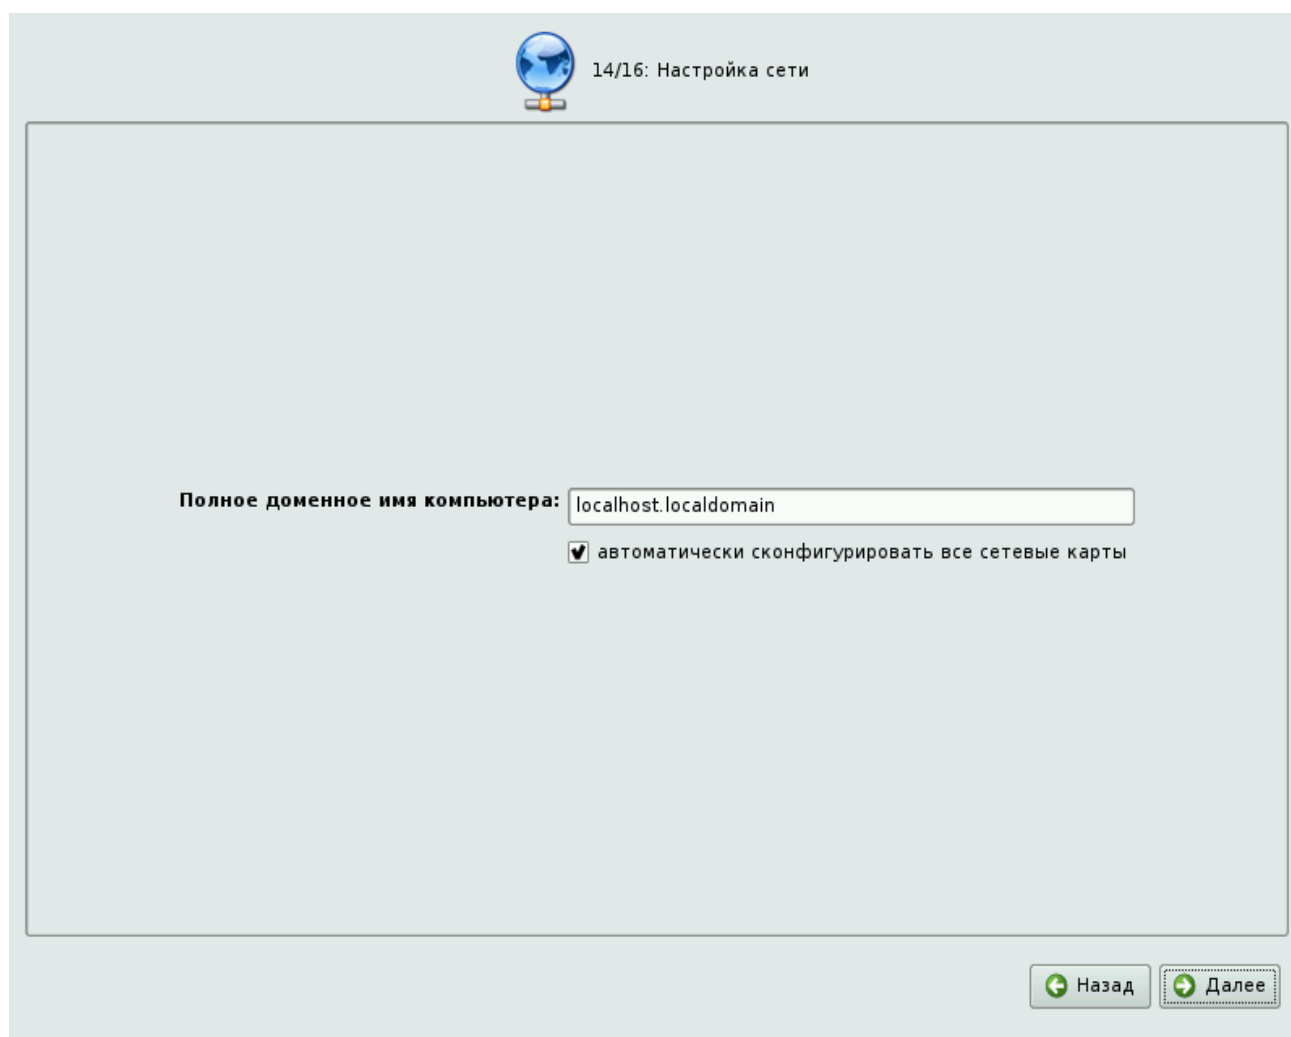 14/16: Настройка сети
Полное доменное имя компьютера:
localhost.localdomain
автоматически сконфигурировать все сетевые карты
Назад
Далее